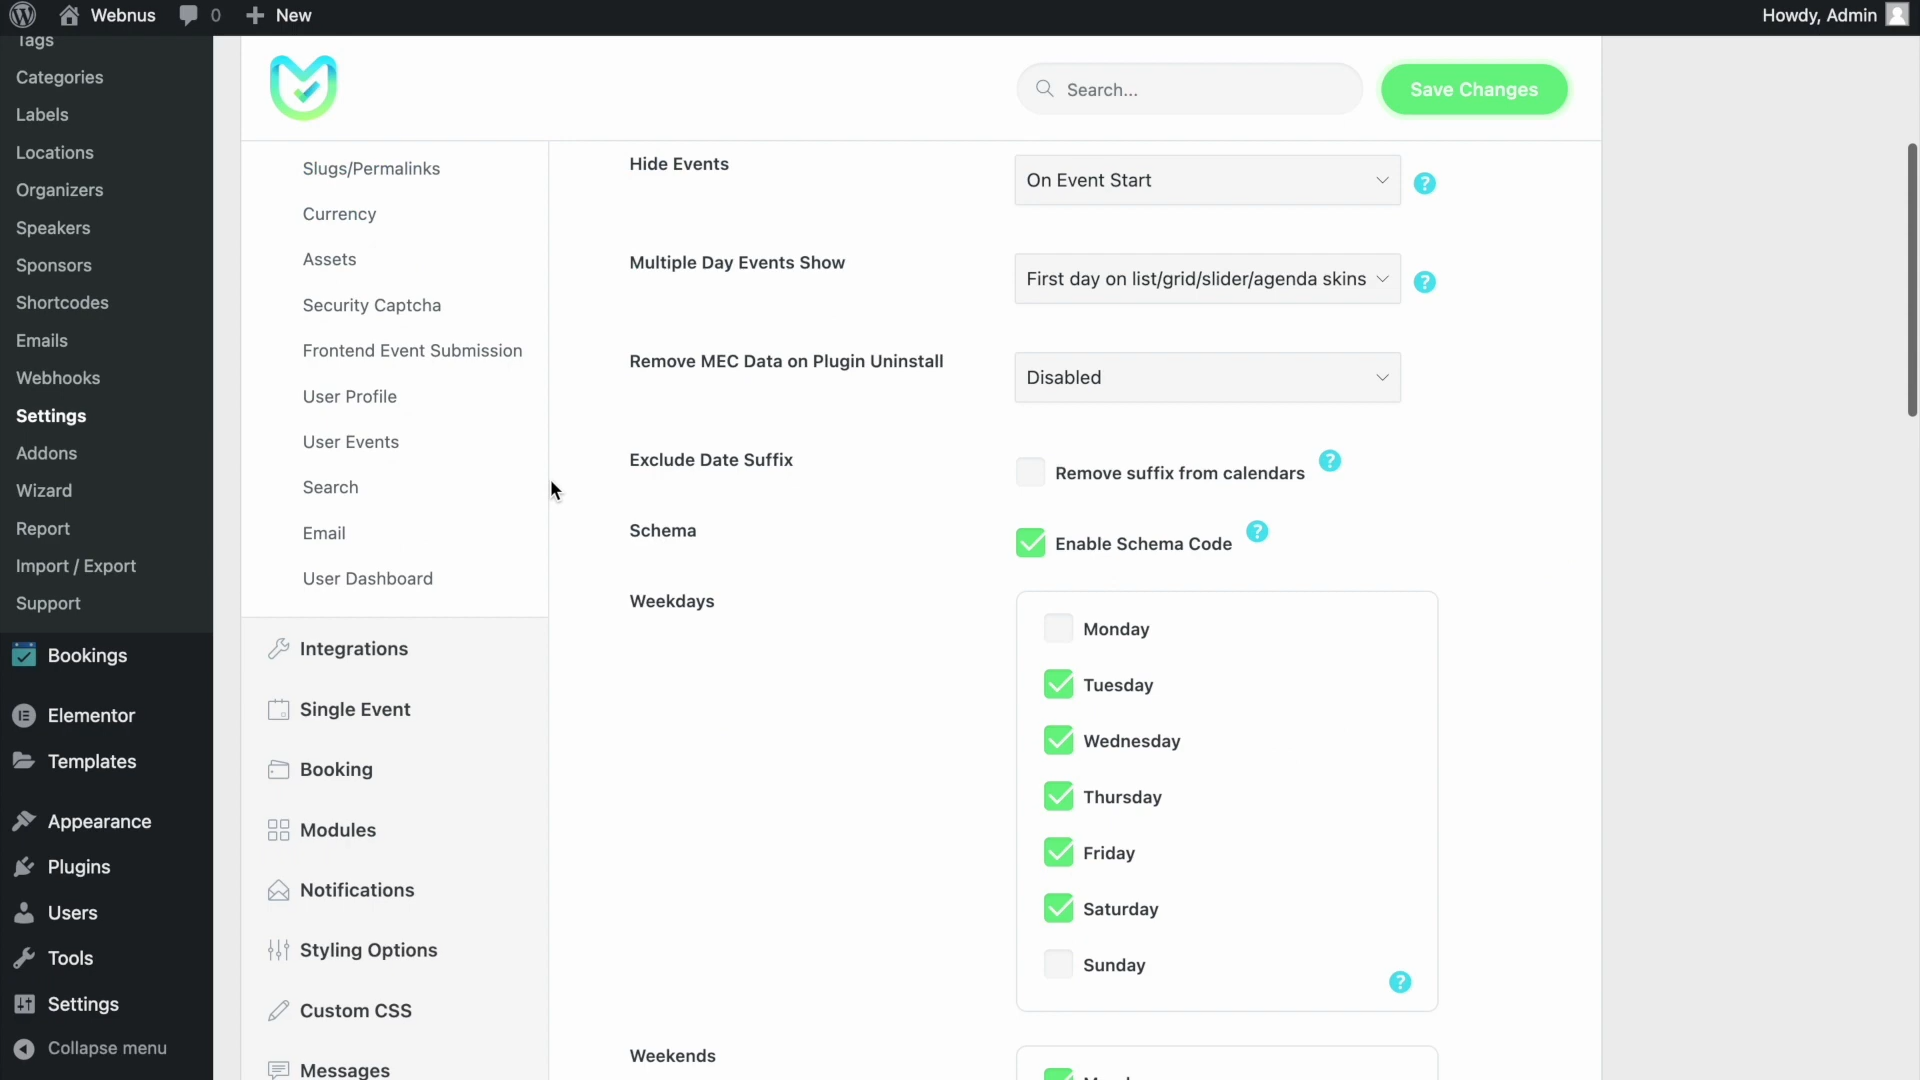 Webnus
0
New
Howdy, Admin
Tags
Categories
Labels
Locations
Organizers
Speakers
Sponsors
Shortcodes
Emails
Webhooks
Settings
Addons
Wizard
Report
Import / Export
Support
Bookings
Elementor
Templates
Appearance
Plugins
Users
Tools
Settings
Collapse menu
Search...
Save Changes
Slugs/Permalinks
Currency
Assets
Security Captcha
Frontend Event Submission
User Profile
User Events
Search
Email
User Dashboard
Integrations
Single Event
Booking
Modules
Notifications
Styling Options
Custom CSS
Messages
Hide Events
On Event Start
?
Multiple Day Events Show
First day on list/grid/slider/agenda skins
?
Remove MEC Data on Plugin Uninstall
Disabled
Exclude Date Suffix
Remove suffix from calendars
?
Schema
Enable Schema Code
?
Weekdays
Monday
Tuesday
Wednesday
Thursday
Friday
Saturday
Sunday
?
Weekends